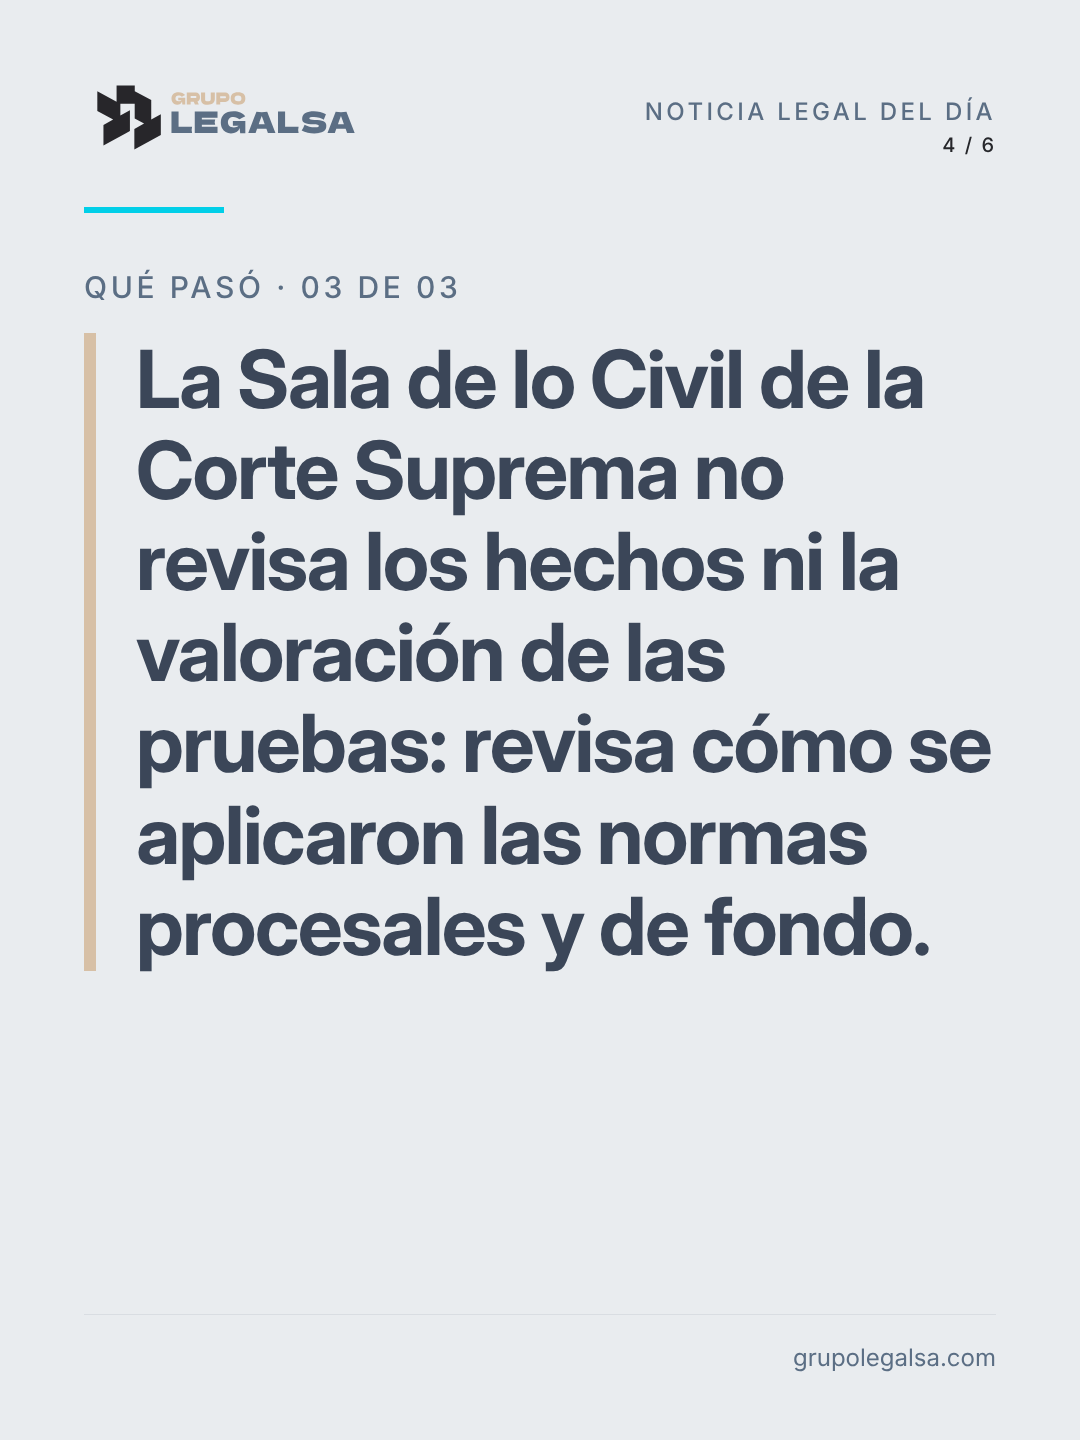 GRUPO
LEGALSA
NOTICIA LEGAL DEL DÍA
4 / 6
QUÉ PASÓ · 03 DE 03
La Sala de lo Civil de la
Corte Suprema no
revisa los hechos ni la
valoración de las
pruebas: revisa cómo se
aplicaron las normas
procesales y de fondo.
grupolegalsa.com